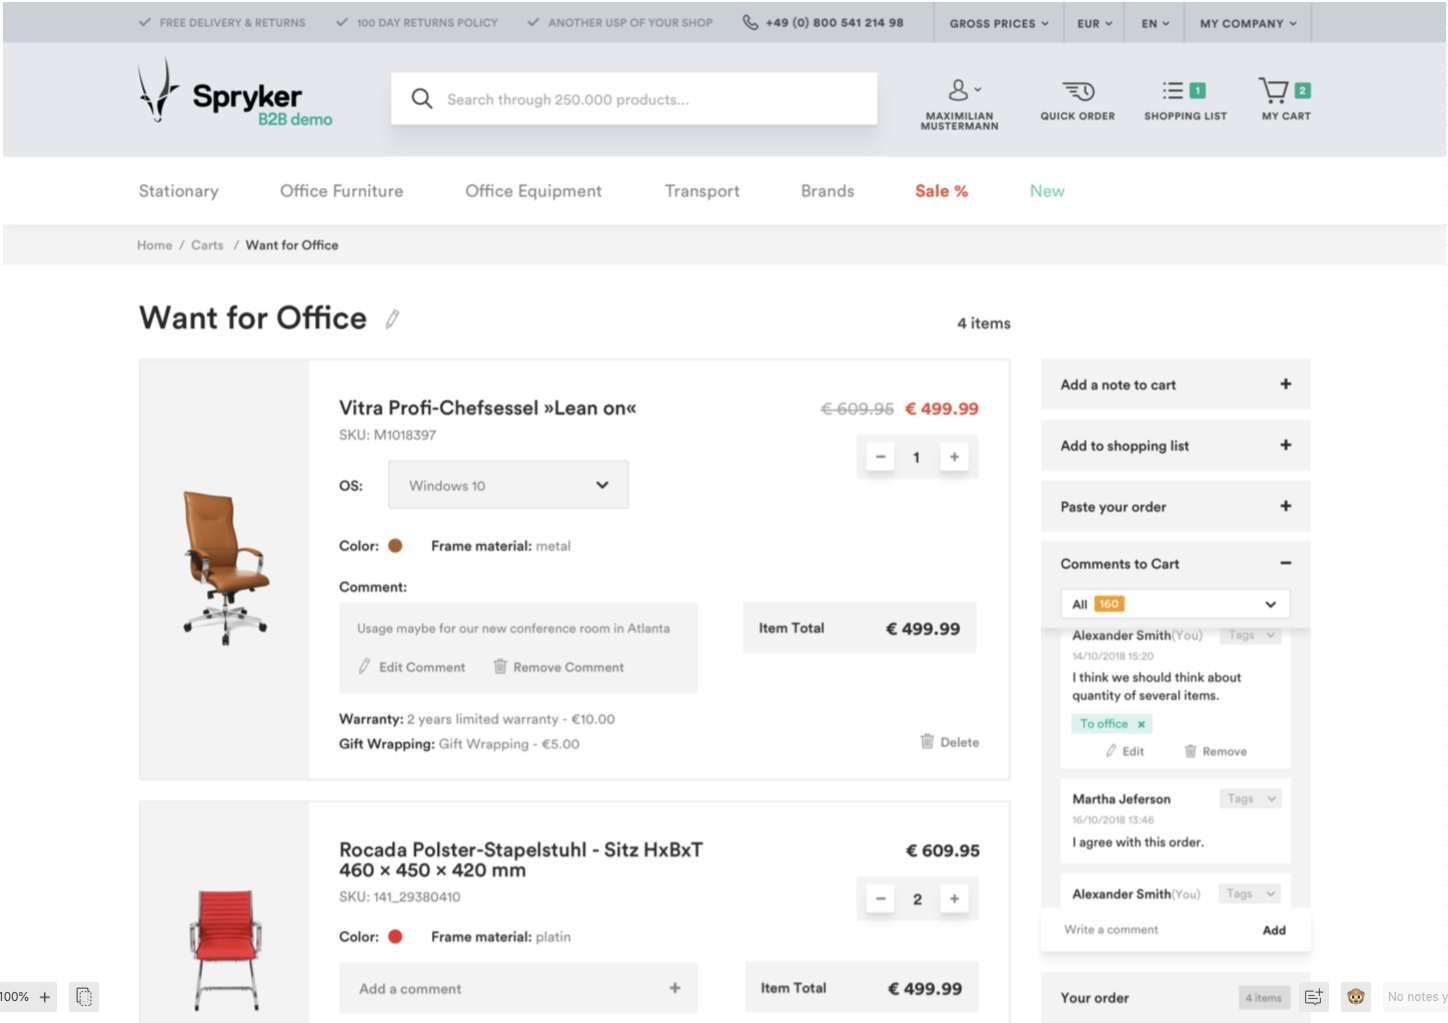 FREE DELIVERY & RETURNS
100 DAY RETURNS POLICY
ANOTHER USP OF YOUR SHOP
+49 (0) 800 541 214 98
GROSS PRICES
EUR
EN
MY COMPANY
Spryker
B2B demo
Search through 250.000 products...
MAXIMILIAN
MUSTERMANN
QUICK ORDER
1
SHOPPING LIST
2
MY CART
Stationary
Office Furniture
Office Equipment
Transport
Brands
Sale %
New
Home / Carts / Want for Office
Want for Office
4 items
Vitra Profi-Chefsessel »Lean on«
€ 609.95 € 499.99
SKU: M1018397
− 1 +
OS: Windows 10
Color:
Frame material: metal
Comment:
Usage maybe for our new conference room in Atlanta
Edit Comment
Remove Comment
Item Total € 499.99
Warranty: 2 years limited warranty - €10.00
Gift Wrapping: Gift Wrapping - €5.00
Delete
Rocada Polster-Stapelstuhl - Sitz HxBxT
460 × 450 × 420 mm
€ 609.95
SKU: 141_29380410
− 2 +
Color:
Frame material: platin
Add a comment +
Item Total € 499.99
Add a note to cart +
Add to shopping list +
Paste your order +
Comments to Cart −
All 160
Alexander Smith(You) Tags
14/10/2018 15:20
I think we should think about
quantity of several items.
To office ×
Edit
Remove
Martha Jeferson Tags
16/10/2018 13:46
I agree with this order.
Alexander Smith(You) Tags
Write a comment Add
Your order 4 items
100% +
No notes y